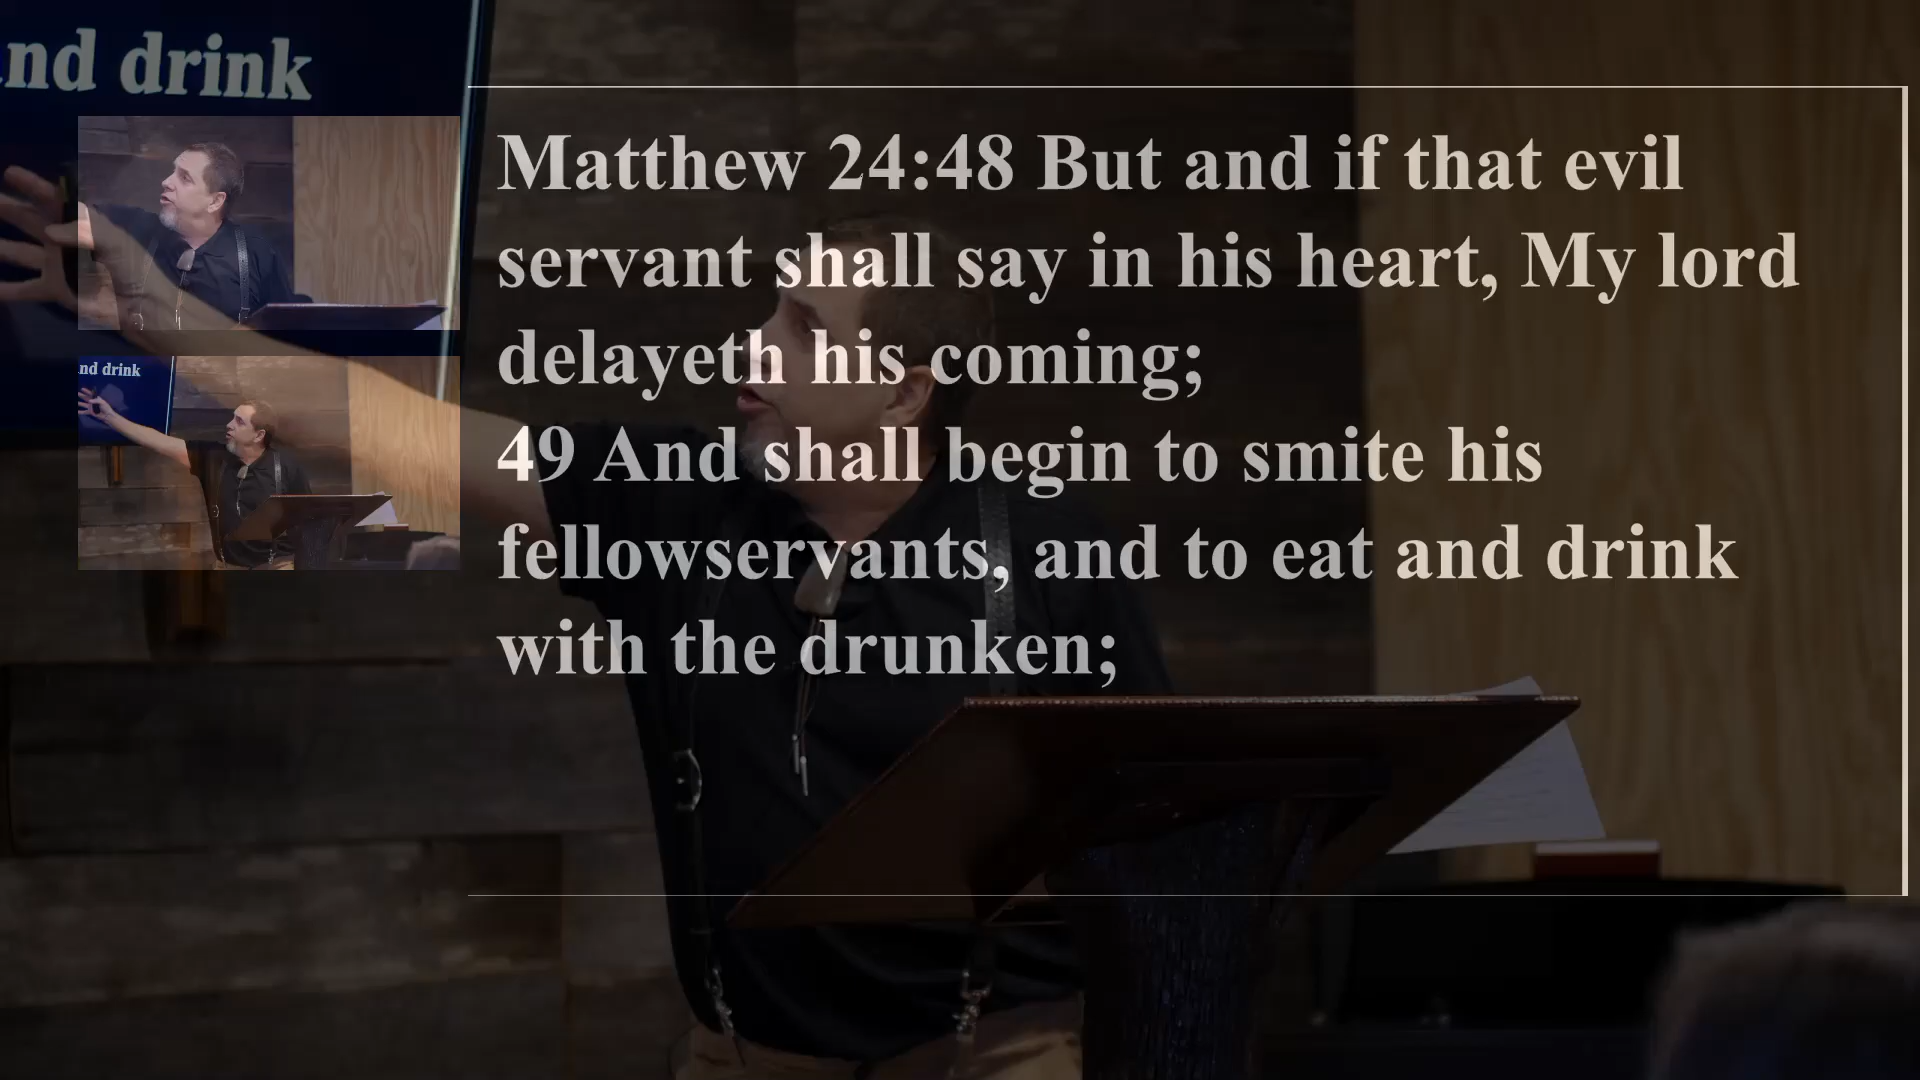 nd drink
Matthew 24:48 But and if that evil
servant shall say in his heart, My lord
delayeth his coming;
49 And shall begin to smite his
fellowservants, and to eat and drink
with the drunken;
nd drink